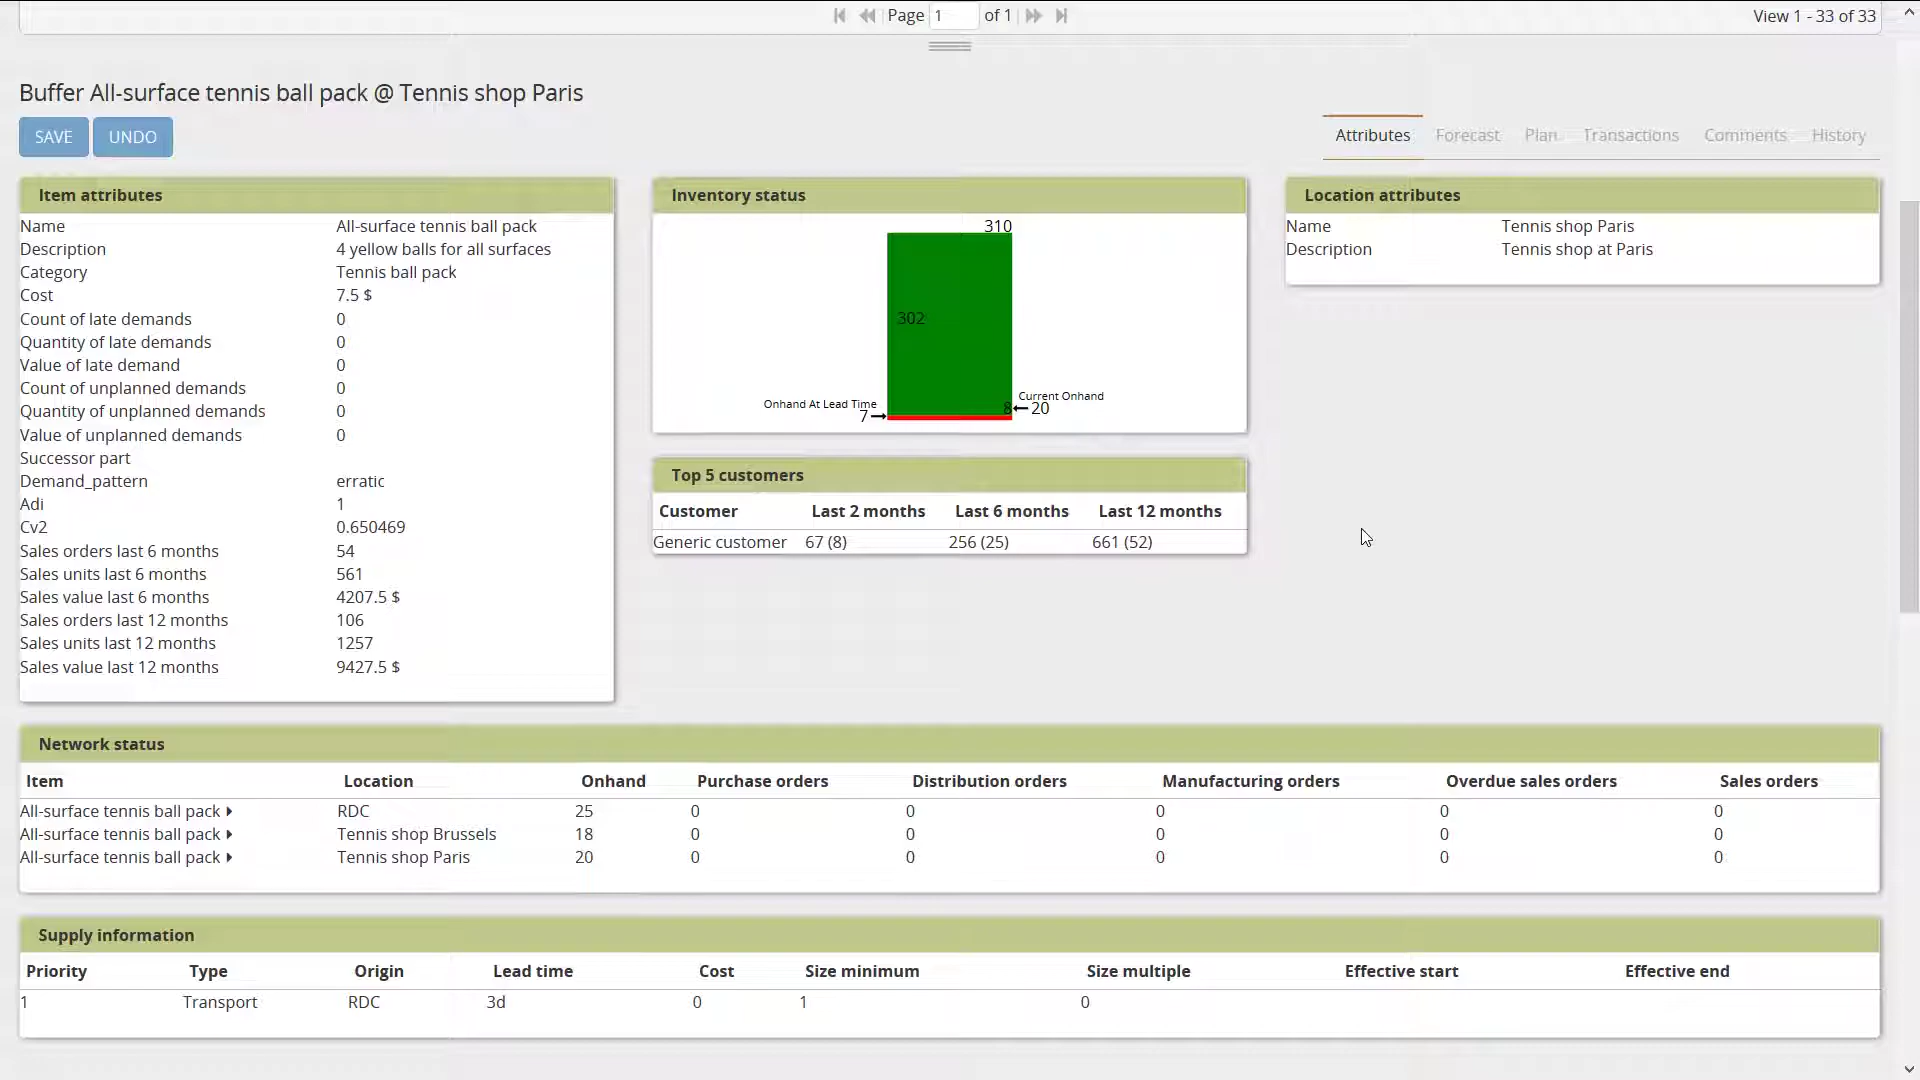 Page 1 of 1
View 1 - 33 of 33
Buffer All-surface tennis ball pack @ Tennis shop Paris
SAVE UNDO
Attributes Forecast Plan Transactions Comments History
Item attributes
Name All-surface tennis ball pack
Description 4 yellow balls for all surfaces
Category Tennis ball pack
Cost 7.5 $
Count of late demands 0
Quantity of late demands 0
Value of late demand 0
Count of unplanned demands 0
Quantity of unplanned demands 0
Value of unplanned demands 0
Successor part
Demand_pattern erratic
Adi 1
Cv2 0.650469
Sales orders last 6 months 54
Sales units last 6 months 561
Sales value last 6 months 4207.5 $
Sales orders last 12 months 106
Sales units last 12 months 1257
Sales value last 12 months 9427.5 $
Inventory status
310
302
Onhand At Lead Time
7
8
Current Onhand
20
Top 5 customers
Customer Last 2 months Last 6 months Last 12 months
Generic customer 67 (8) 256 (25) 661 (52)
Location attributes
Name Tennis shop Paris
Description Tennis shop at Paris
Network status
Item Location Onhand Purchase orders Distribution orders Manufacturing orders Overdue sales orders Sales orders
All-surface tennis ball pack RDC 25 0 0 0 0 0
All-surface tennis ball pack Tennis shop Brussels 18 0 0 0 0 0
All-surface tennis ball pack Tennis shop Paris 20 0 0 0 0 0
Supply information
Priority Type Origin Lead time Cost Size minimum Size multiple Effective start Effective end
1 Transport RDC 3d 0 1 0